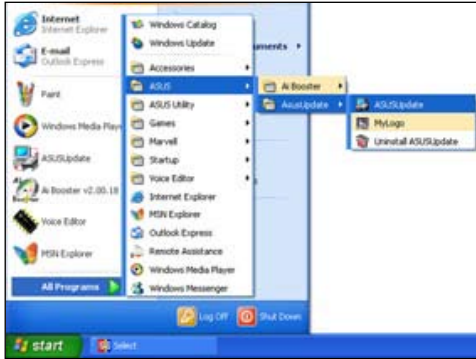 Internet
Internet Explorer
E-mail
Outlook Express
Paint
Windows Media Play
ASUSUpdate
Ai Booster v2.00.18
Voice Editor
MSN Explorer
All Programs
Windows Catalog
Windows Update
Accessories
ASUS
ASUS Utility
Games
Marvell
Startup
Voice Editor
Internet Explorer
MSN Explorer
Outlook Express
Remote Assistance
Windows Media Player
Windows Messenger
uments
Ai Booster
AsusUpdate
ASUSUpdate
MyLogo
Uninstall ASUSUpdate
Log Off
Shut Down
start
Select